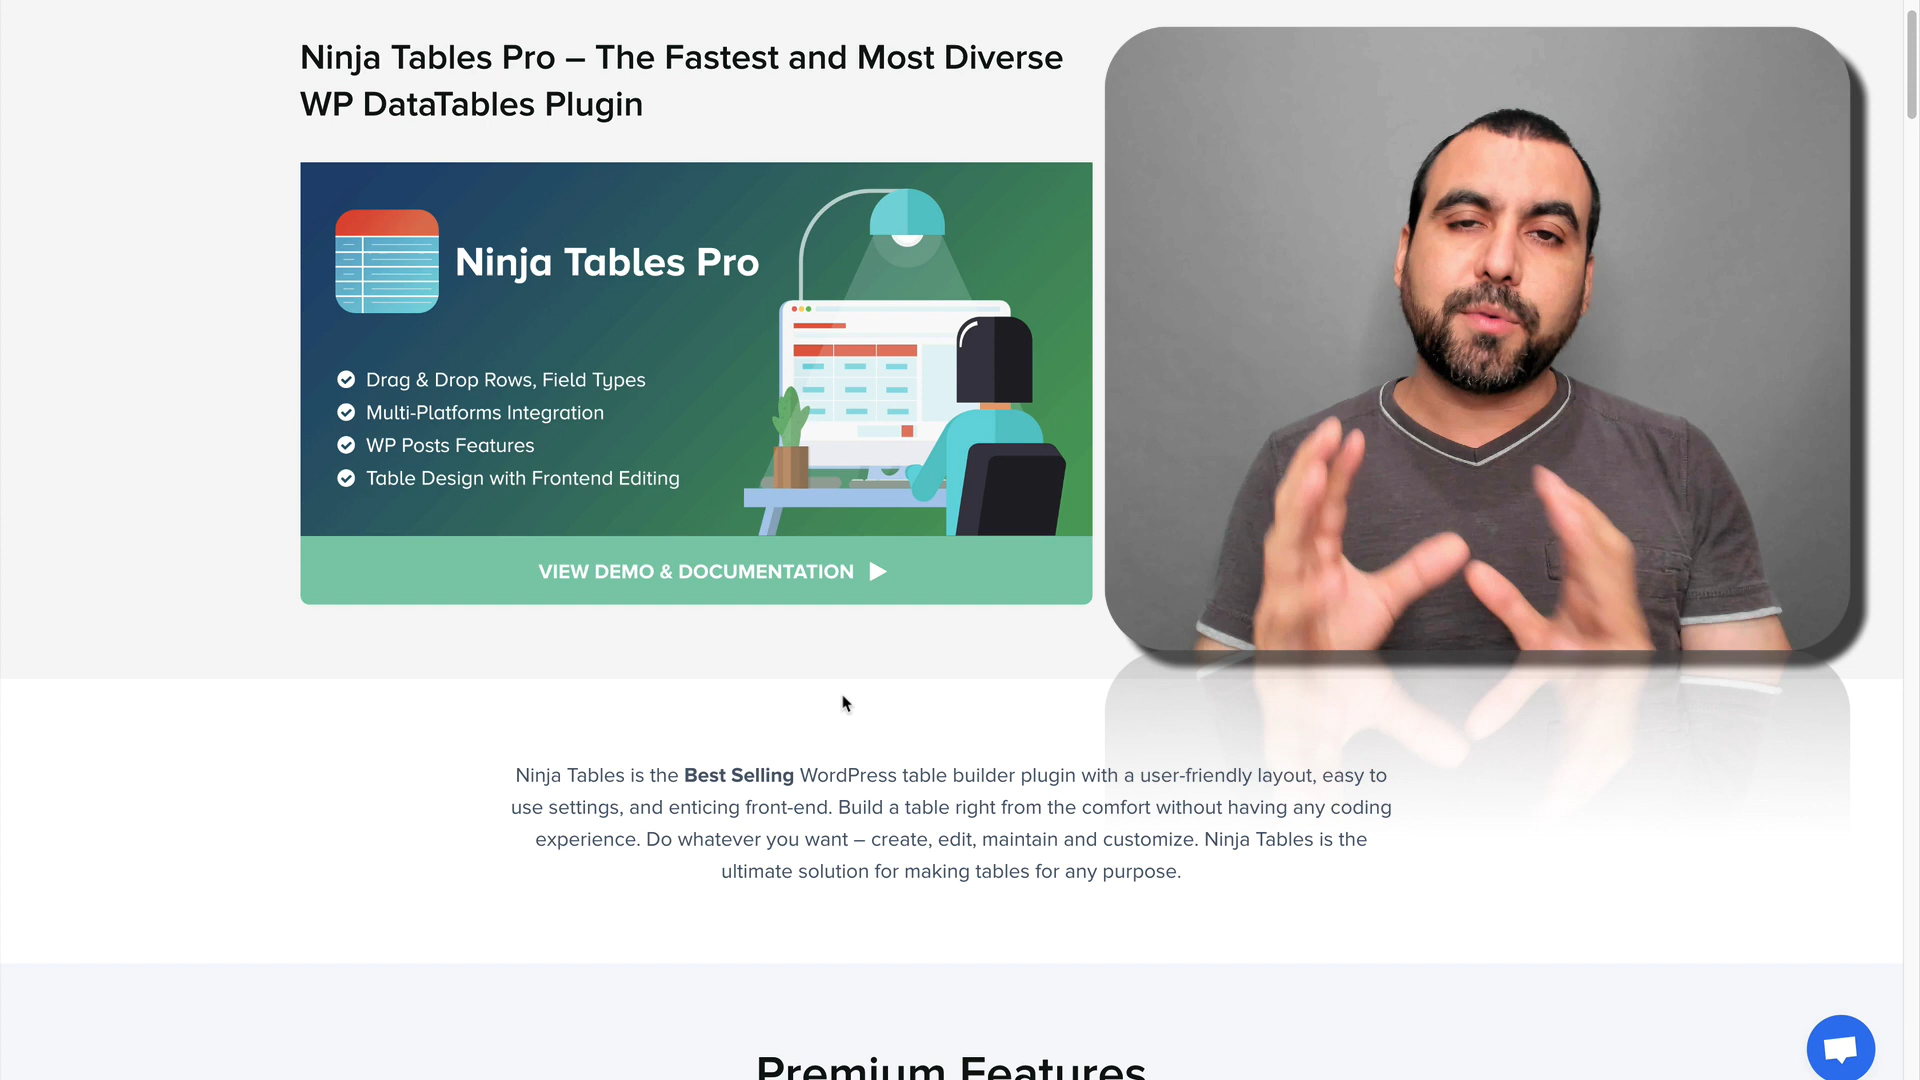 Ninja Tables Pro – The Fastest and Most Diverse
WP DataTables Plugin
Ninja Tables Pro
Drag & Drop Rows, Field Types
Multi-Platforms Integration
WP Posts Features
Table Design with Frontend Editing
VIEW DEMO & DOCUMENTATION
Ninja Tables is the Best Selling WordPress table builder plugin with a user-friendly layout, easy to
use settings, and enticing front-end. Build a table right from the comfort without having any coding
experience. Do whatever you want – create, edit, maintain and customize. Ninja Tables is the
ultimate solution for making tables for any purpose.
Premium Features